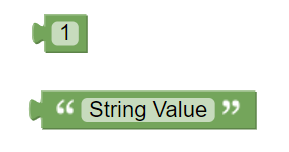 1
“ String Value ”